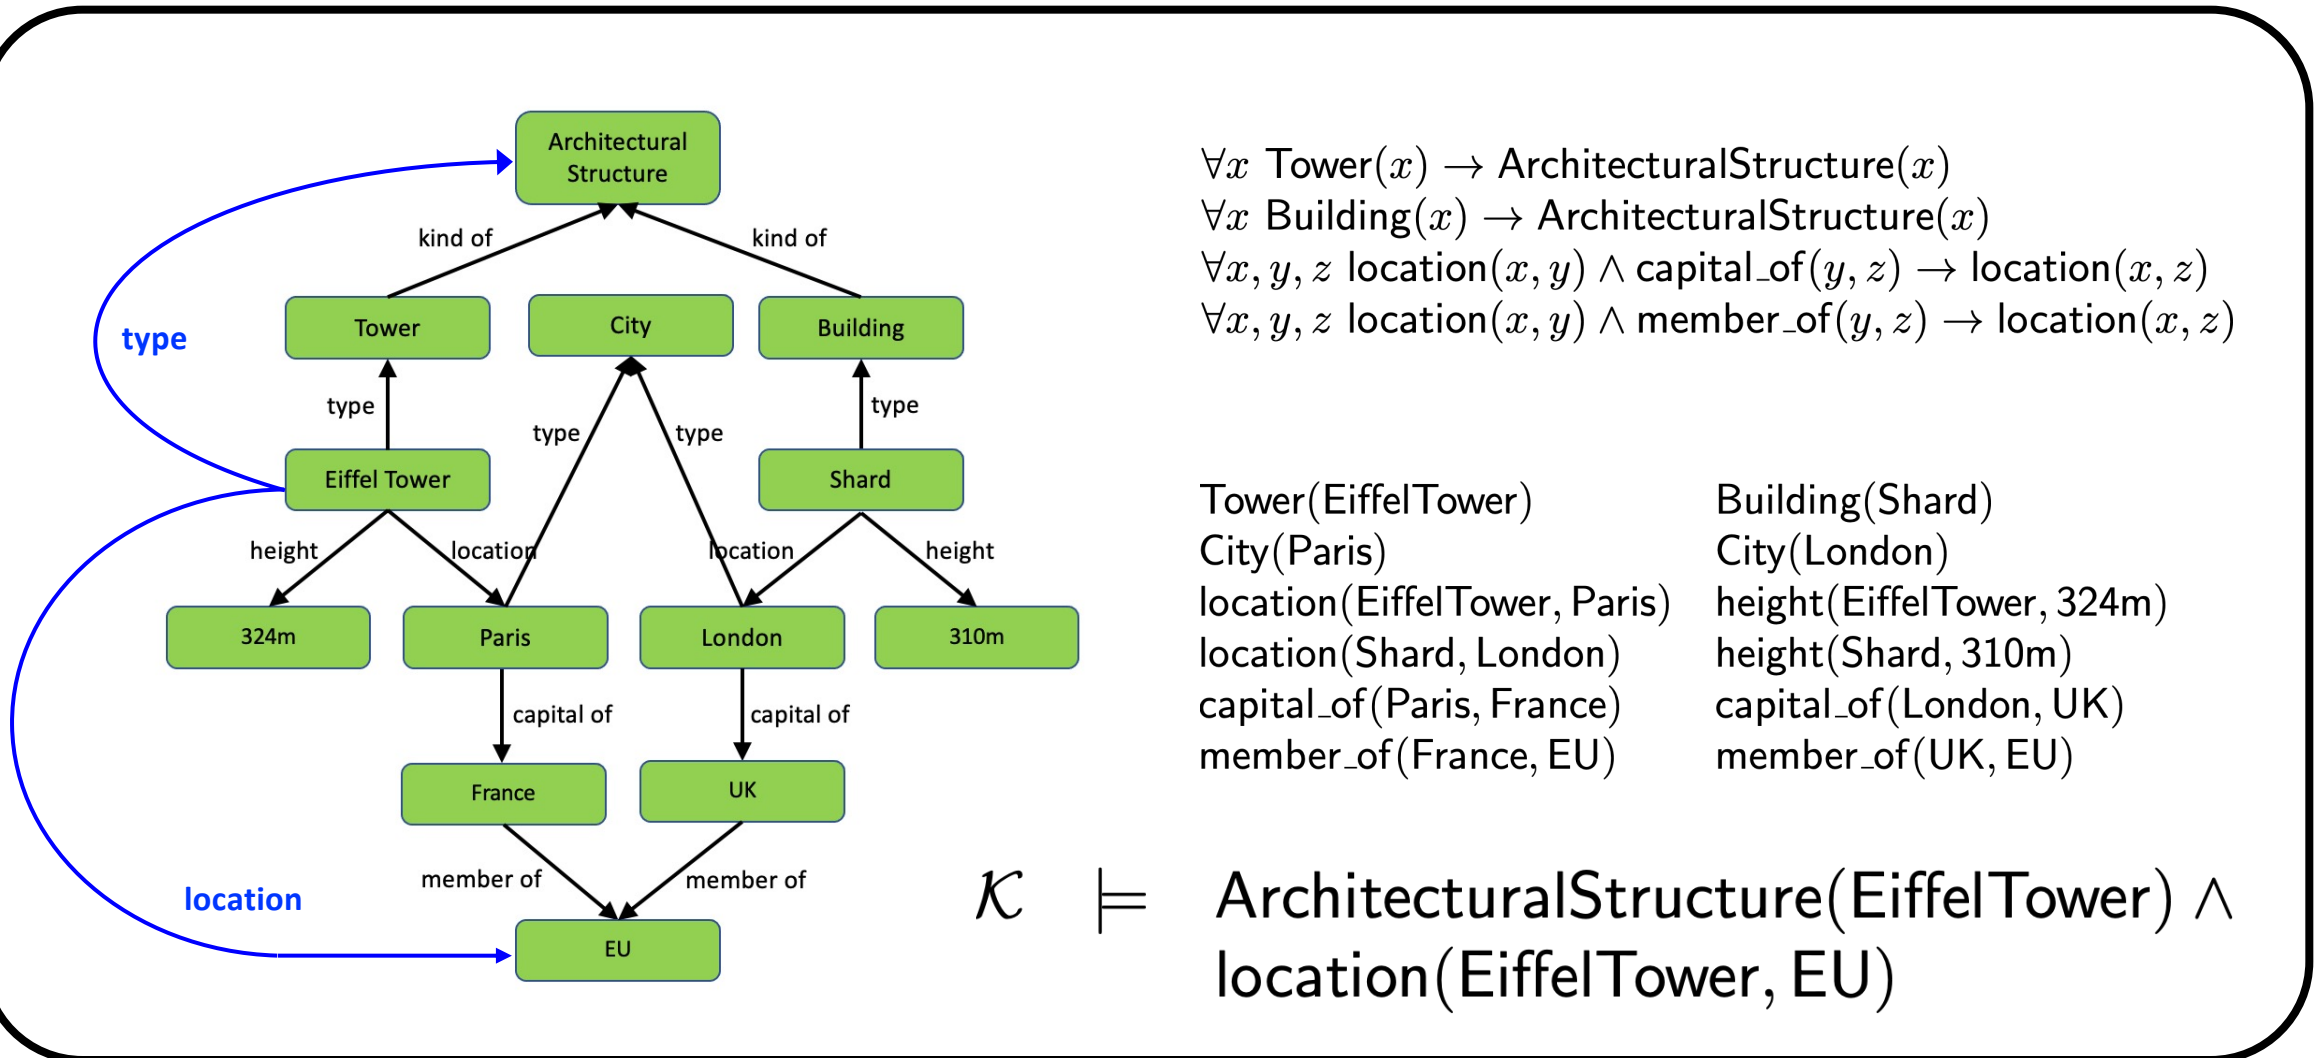 Architectural
Structure
kind of
kind of
type
Tower
City
Building
type
type
type
type
Eiffel Tower
Shard
height
location
location
height
324m
Paris
London
310m
capital of
capital of
France
UK
member of
member of
location
EU
∀x Tower(x) → ArchitecturalStructure(x)
∀x Building(x) → ArchitecturalStructure(x)
∀x, y, z location(x, y) ∧ capital_of(y, z) → location(x, z)
∀x, y, z location(x, y) ∧ member_of(y, z) → location(x, z)
Tower(EiffelTower) Building(Shard)
City(Paris) City(London)
location(EiffelTower, Paris) height(EiffelTower, 324m)
location(Shard, London) height(Shard, 310m)
capital_of(Paris, France) capital_of(London, UK)
member_of(France, EU) member_of(UK, EU)
𝒦 ⊨ ArchitecturalStructure(EiffelTower) ∧
location(EiffelTower, EU)